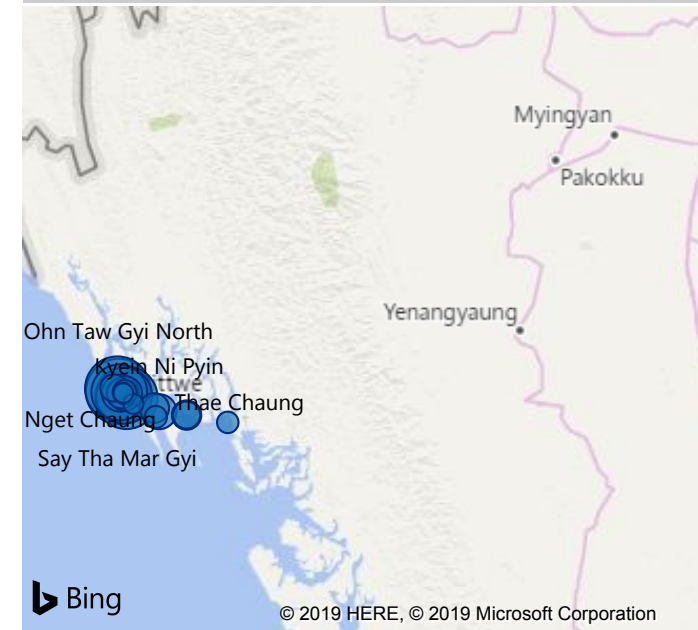 Myingyan
Pakokku
Yenangyaung
Ohn Taw Gyi North
Kyein Ni Pyin
ttwe
Thae Chaung
Nget Chaung
Say Tha Mar Gyi
Bing
© 2019 HERE, © 2019 Microsoft Corporation